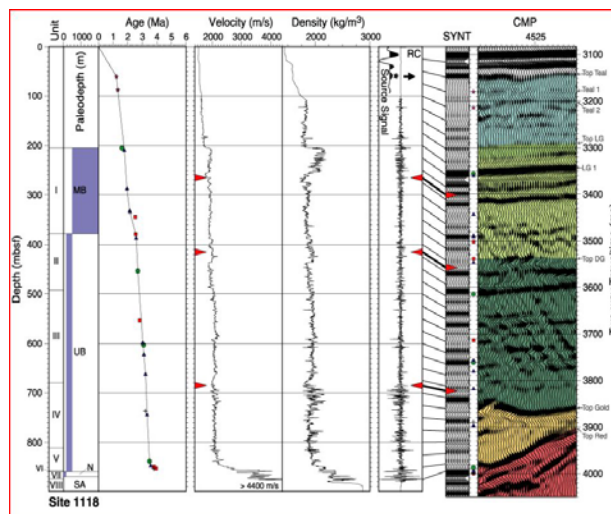 Unit
Age (Ma)
Velocity (m/s)
Density (kg/m³)
CMP
SYNT
4525
0 1000
0 1 2 3 4 5 6
2000 4000
2000
Paleodepth (m)
Source Signal
RC
Depth (mbsf)
0
100
200
300
400
500
600
700
800
I
II
III
IV
V
VI
VII
VIII
MB
UB
N
SA
> 4400 m/s
3100
Top Teal
Teal 1
3200
Teal 2
Top LG
3300
LG 1
3400
3500
Top DG
3600
3700
3800
Top Gold
3900
Top Red
4000
Site 1118